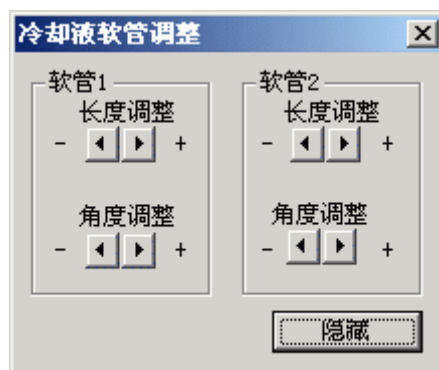 冷却液软管调整
软管1
长度调整
- +
角度调整
- +
软管2
长度调整
- +
角度调整
- +
隐藏